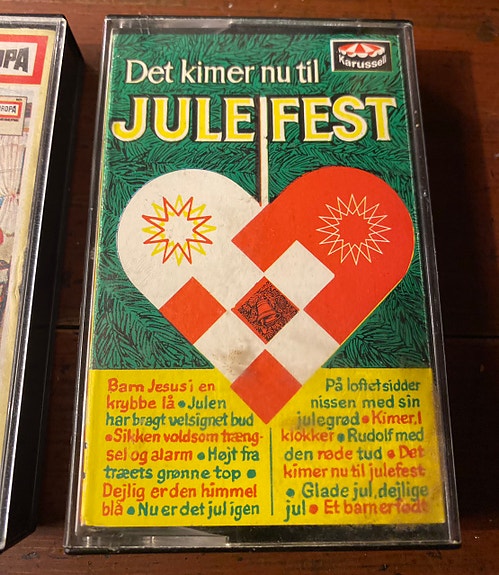 OPA
UROPA
Karussell
Det kimer nu til
JULEFEST
Barn Jesus i en
krybbe lå • Julen
har bragt velsignet bud
• Sikken voldsom træng-
sel og alarm • Højt fra
træets grønne top •
Dejlig er den himmel
blå • Nu er det jul igen
På loftet sidder
nissen med sin
julegrød • Kimer, I
klokker • Rudolf med
den røde tud • Det
kimer nu til julefest
• Glade jul, dejlige
jul • Et barn er født